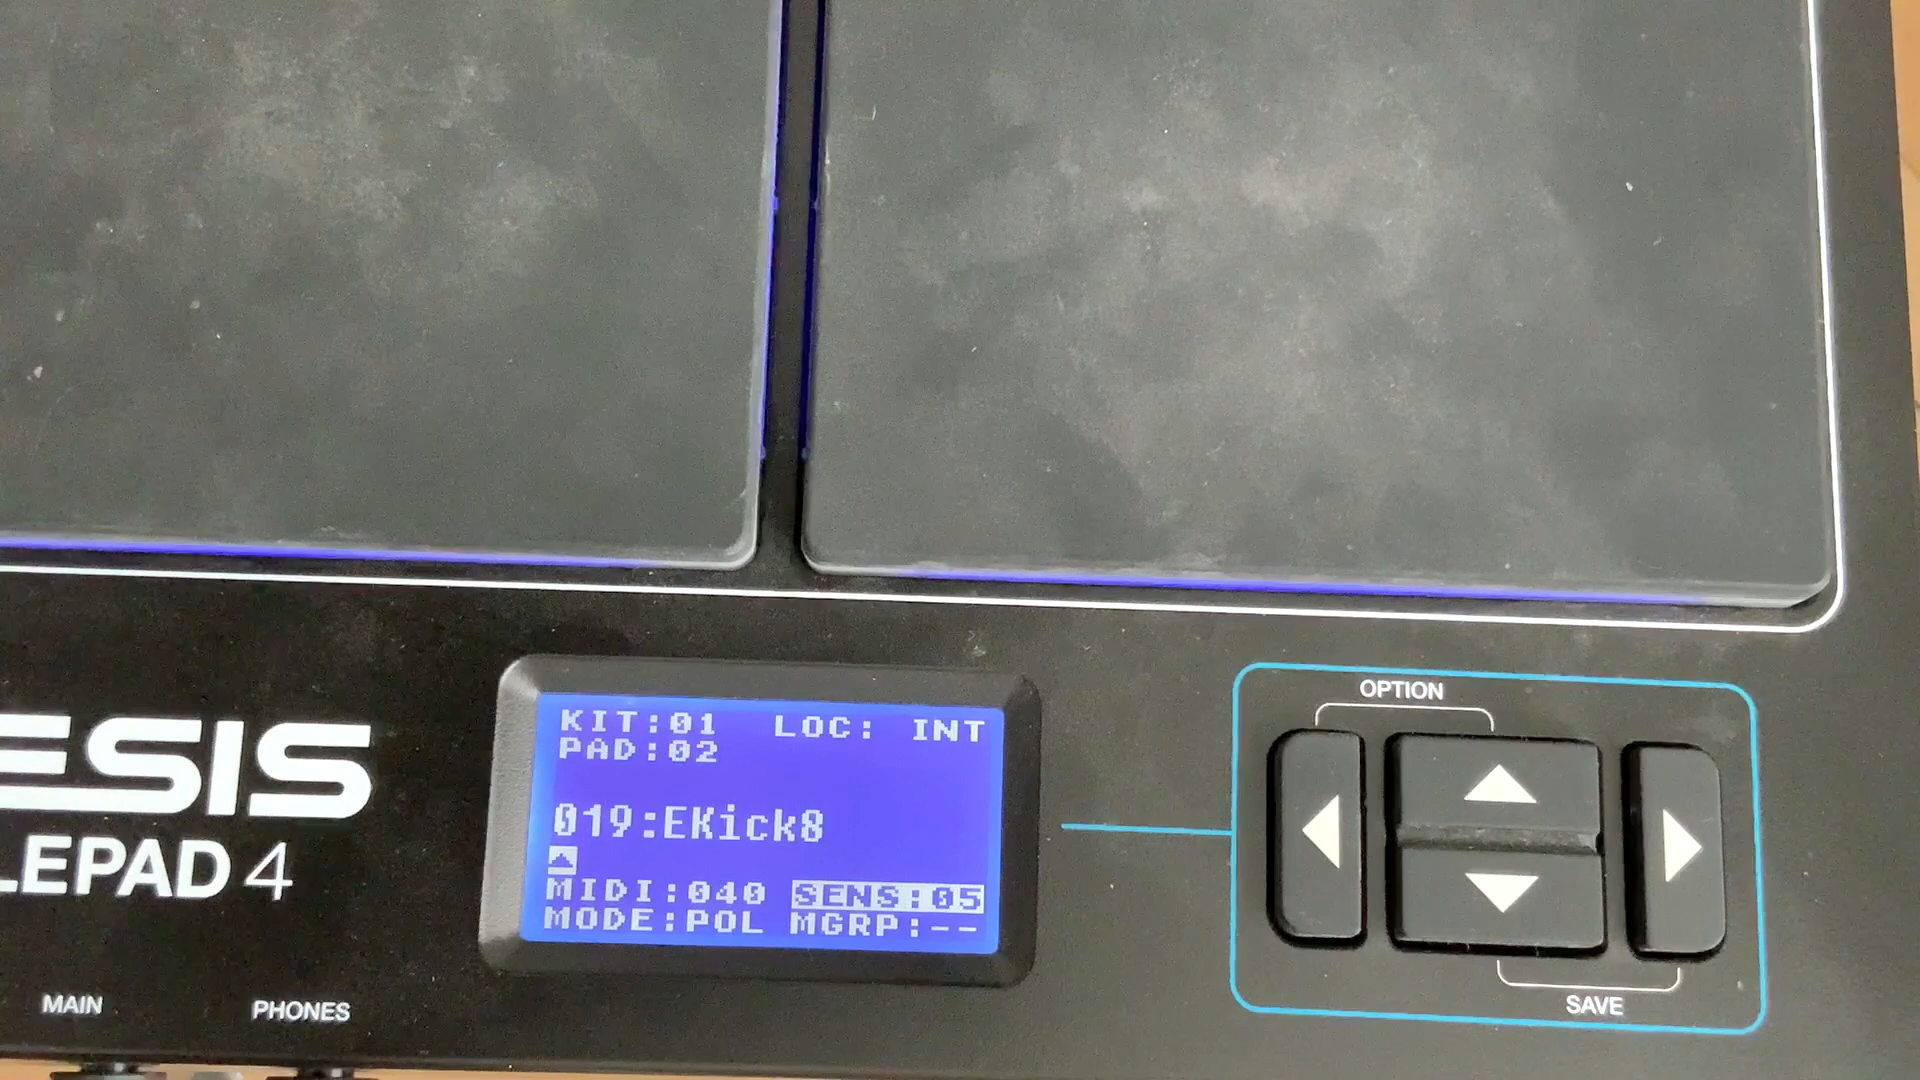 KIT:01 LOC: INT
PAD:02
019:EKick8
MIDI:040 SENS:05
MODE:POL MGRP:--
OPTION
SAVE
ESIS
LEPAD 4
MAIN
PHONES